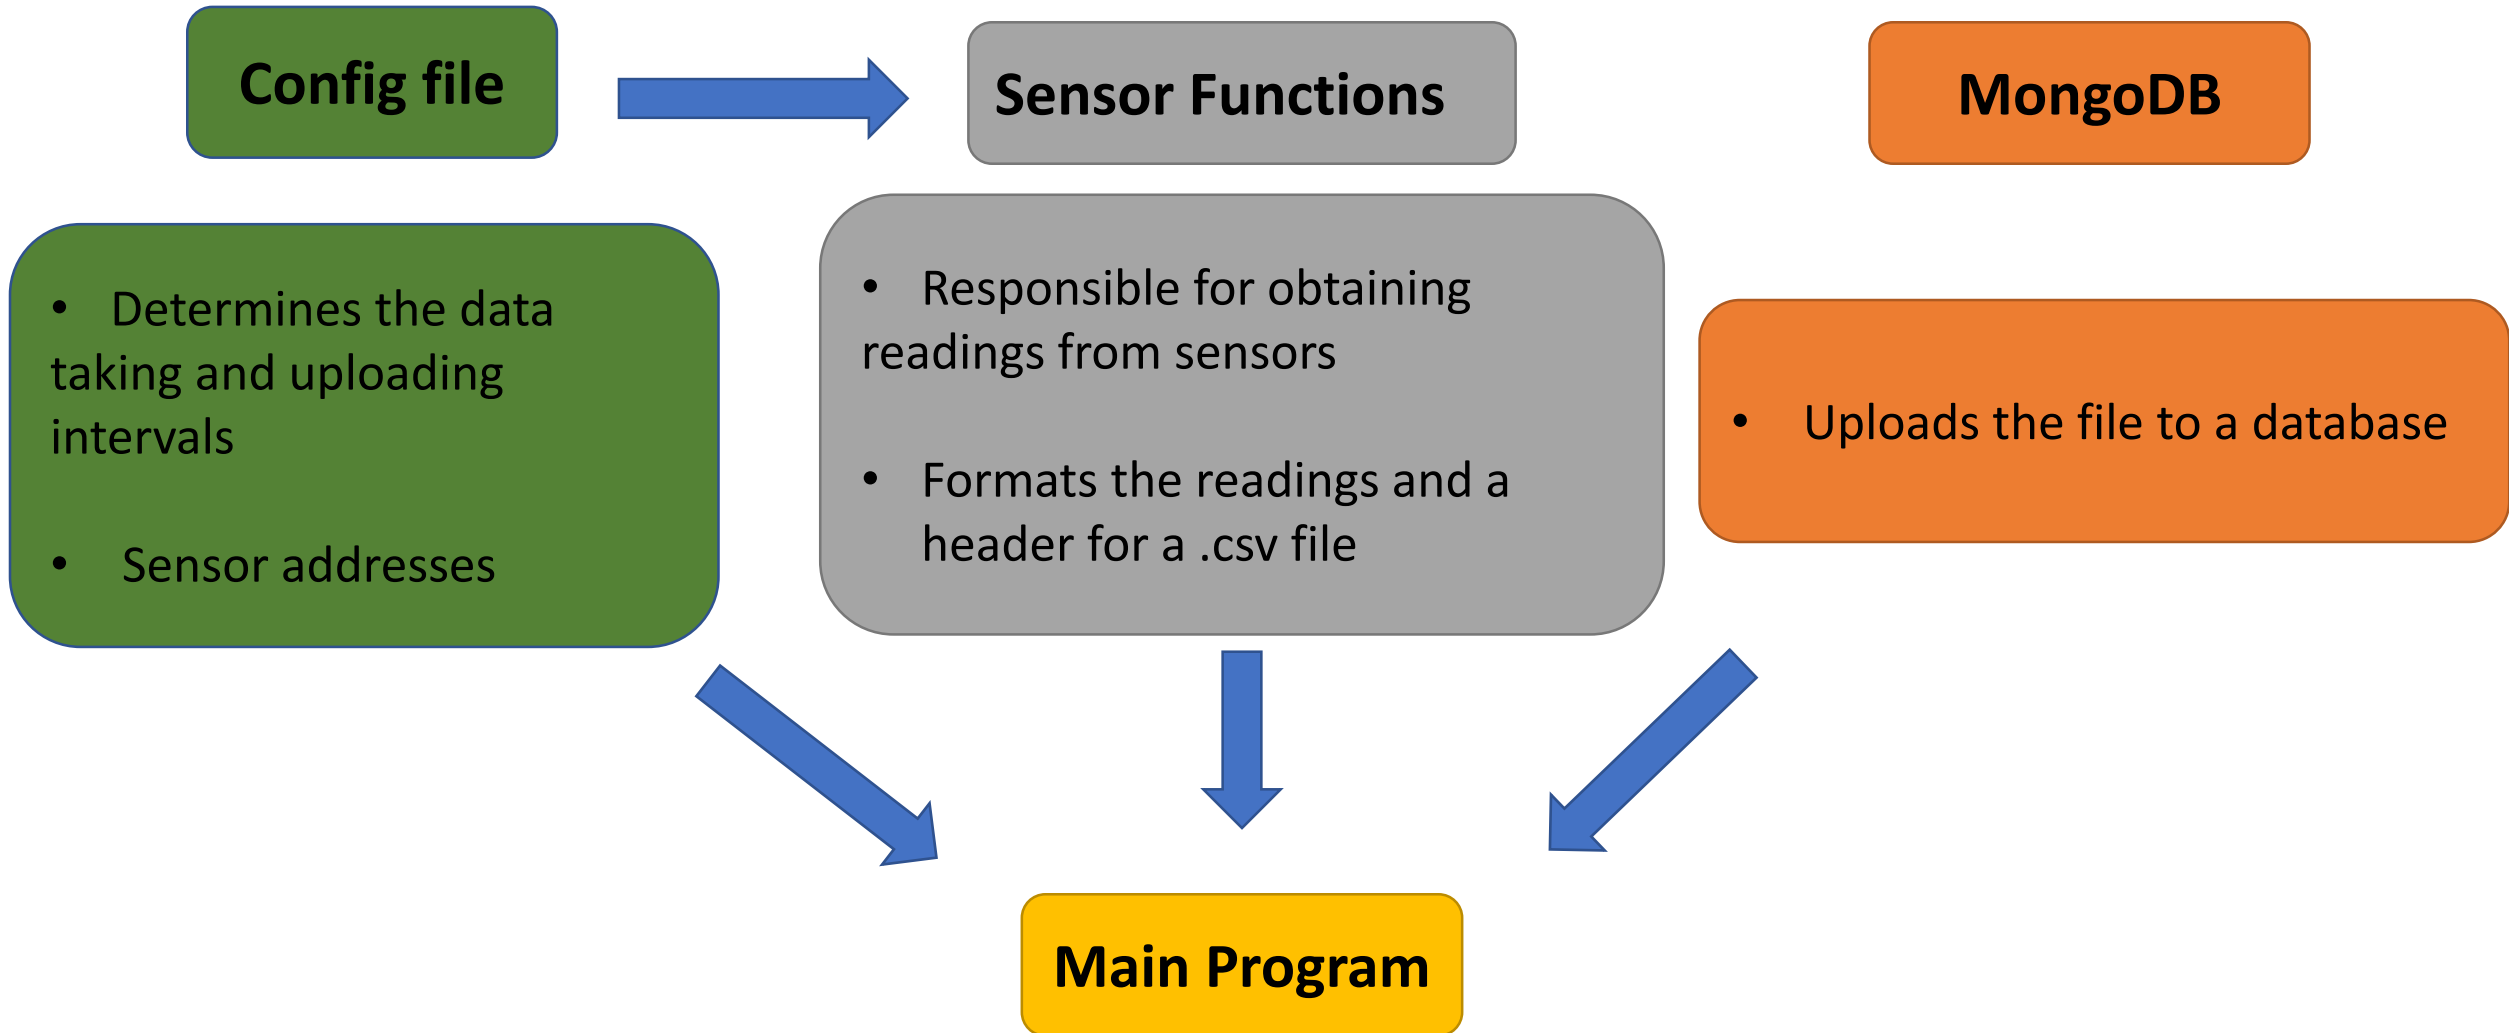 Config file
Sensor Functions
MongoDB
• Determines the data
taking and uploading
intervals
• Sensor addresses
• Responsible for obtaining
readings from sensors
• Formats the readings and a
header for a .csv file
• Uploads the file to a database
Main Program